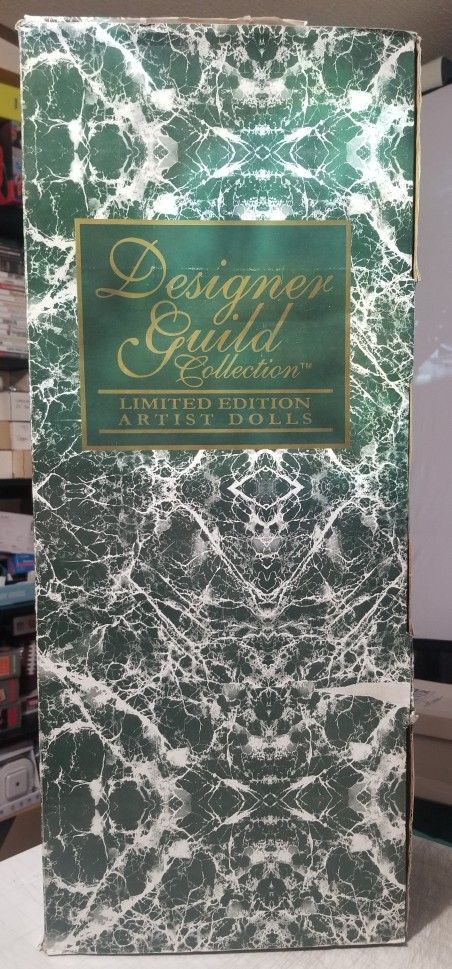 Designer
Guild
Collection™
LIMITED EDITION
ARTIST DOLLS